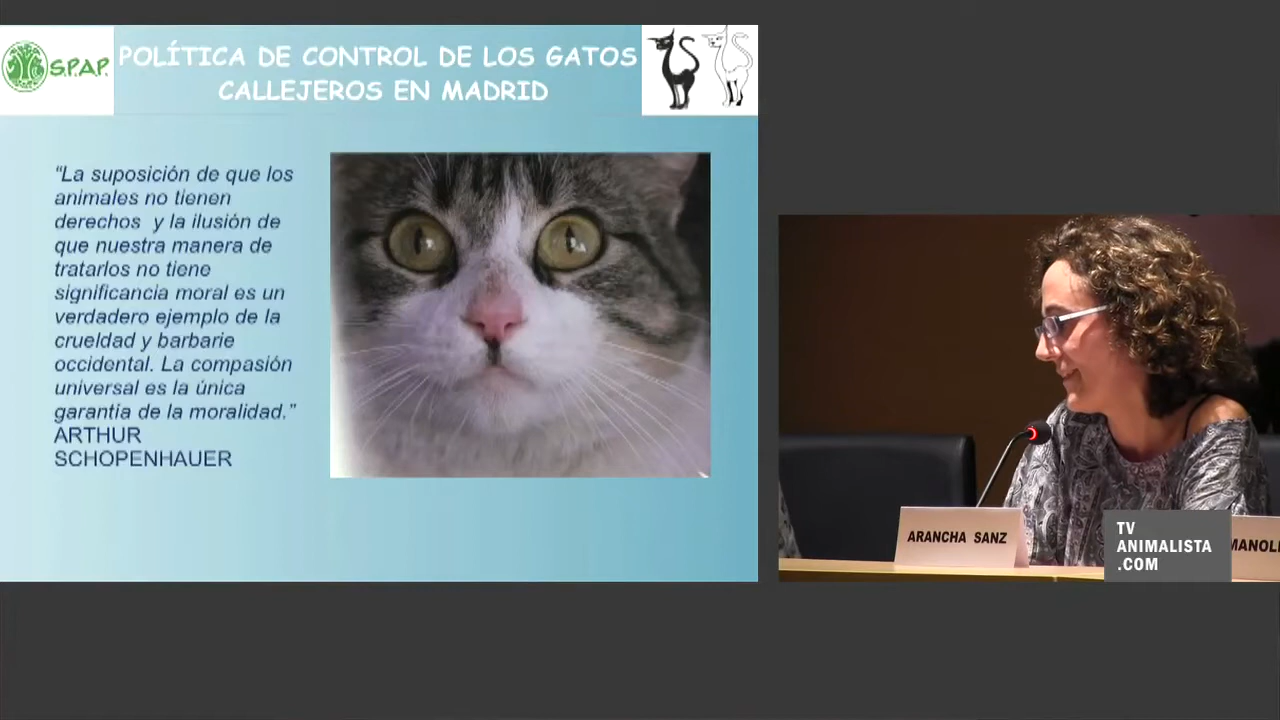 S.P.A.P.
POLÍTICA DE CONTROL DE LOS GATOS
CALLEJEROS EN MADRID
“La suposición de que los
animales no tienen
derechos y la ilusión de
que nuestra manera de
tratarlos no tiene
significancia moral es un
verdadero ejemplo de la
crueldad y barbarie
occidental. La compasión
universal es la única
garantía de la moralidad.”
ARTHUR
SCHOPENHAUER
ARANCHA SANZ
TV
ANIMALISTA
.COM